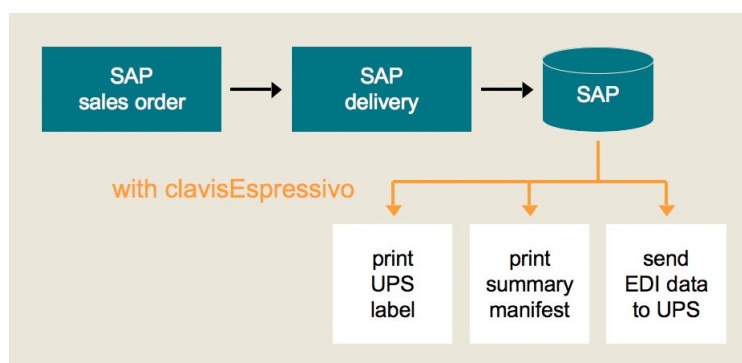 SAP
sales order
SAP
delivery
SAP
with clavisEspressivo
print
UPS
label
print
summary
manifest
send
EDI data
to UPS